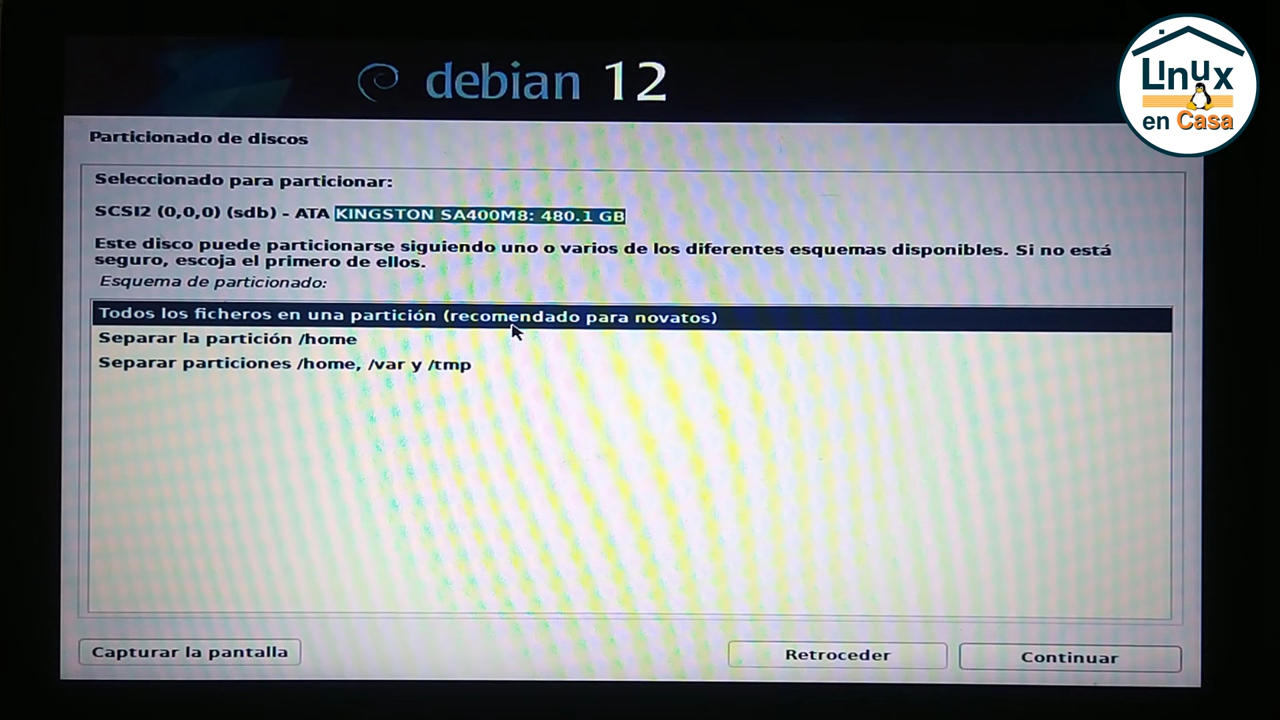 debian 12
Linux
en Casa
Particionado de discos
Seleccionado para particionar:
SCSI2 (0,0,0) (sdb) - ATA KINGSTON SA400M8: 480.1 GB
Este disco puede particionarse siguiendo uno o varios de los diferentes esquemas disponibles. Si no está
seguro, escoja el primero de ellos.
Esquema de particionado:
Todos los ficheros en una partición (recomendado para novatos)
Separar la partición /home
Separar particiones /home, /var y /tmp
Capturar la pantalla
Retroceder
Continuar